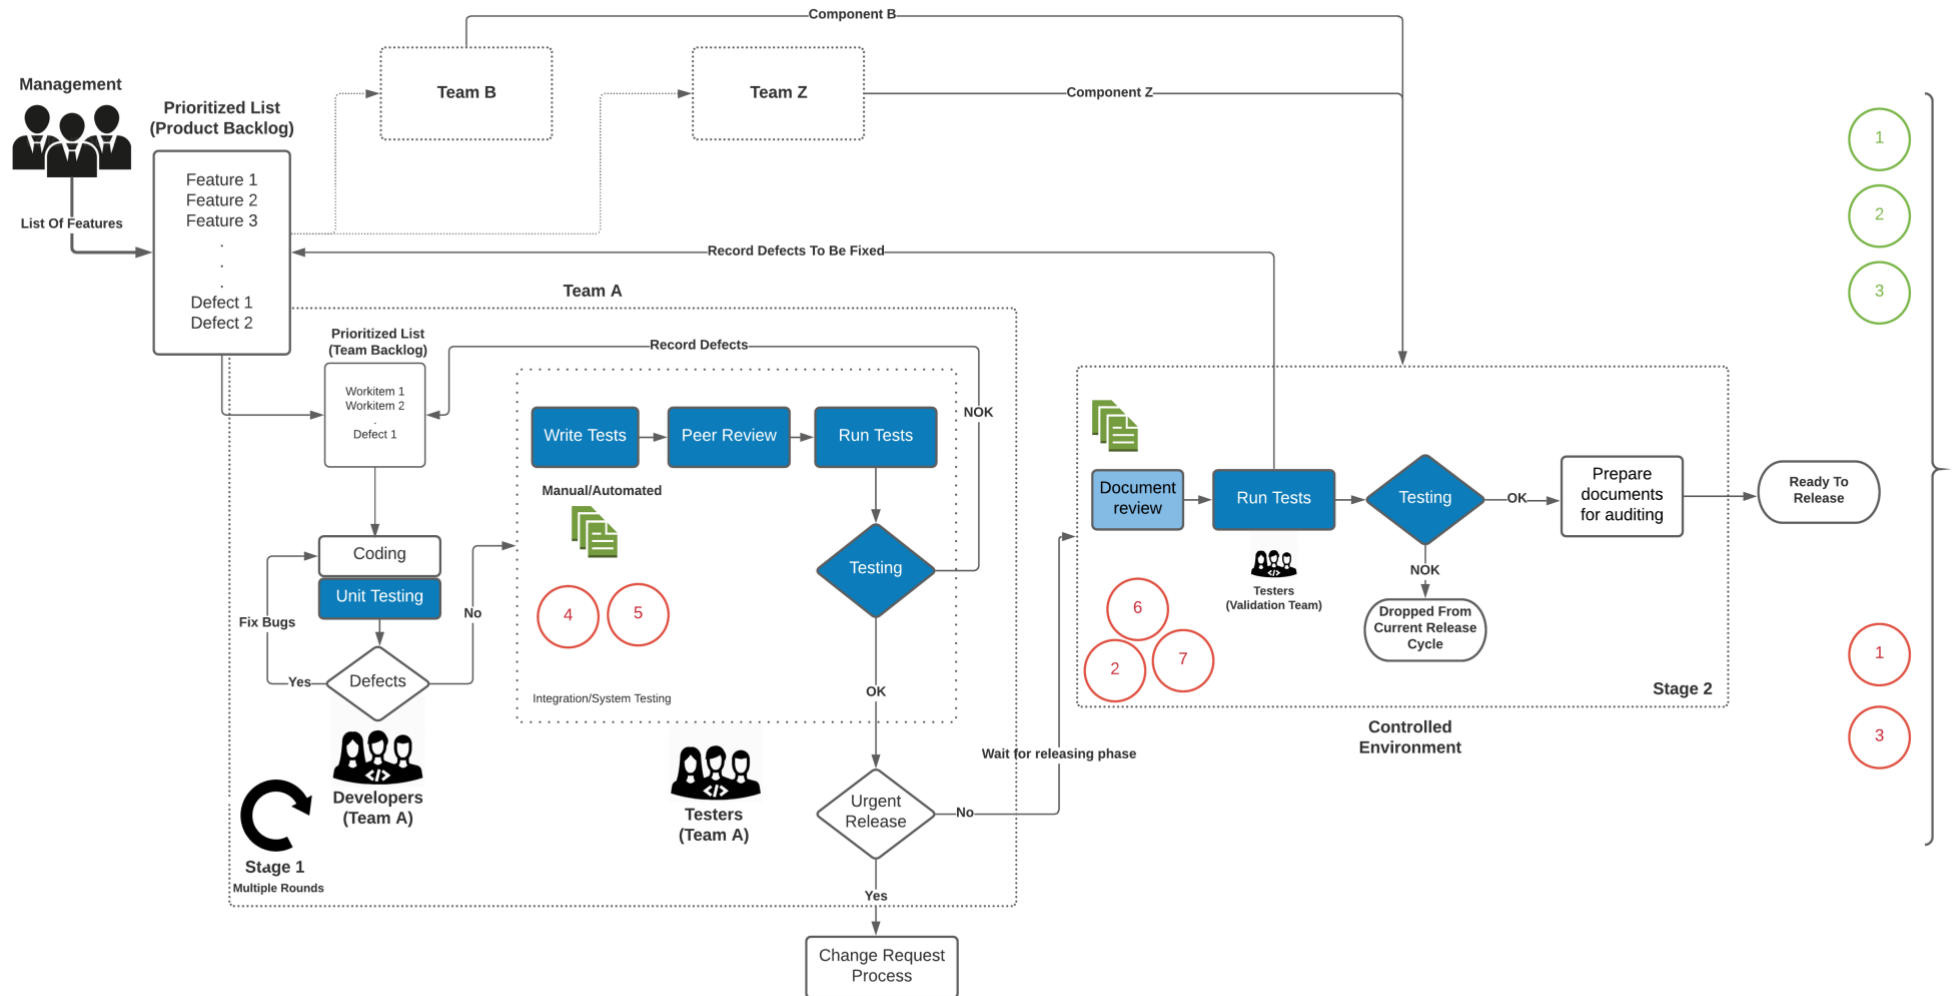 Component B
Management
Team B
Team Z
Component Z
Prioritized List
(Product Backlog)
Feature 1
Feature 2
Feature 3
.
.
.
Defect 1
Defect 2
List Of Features
Record Defects To Be Fixed
Team A
Prioritized List
(Team Backlog)
Workitem 1
Workitem 2
.
Defect 1
Record Defects
NOK
Write Tests
Peer Review
Run Tests
Manual/Automated
Testing
4
5
Integration/System Testing
Coding
Unit Testing
Fix Bugs
No
Yes
Defects
Developers
(Team A)
Testers
(Team A)
Stage 1
Multiple Rounds
OK
Urgent
Release
No
Yes
Wait for releasing phase
Change Request
Process
Document
review
Run Tests
Testing
OK
Prepare
documents
for auditing
Ready To
Release
Testers
(Validation Team)
NOK
Dropped From
Current Release
Cycle
6
2
7
Stage 2
Controlled
Environment
1
2
3
1
3